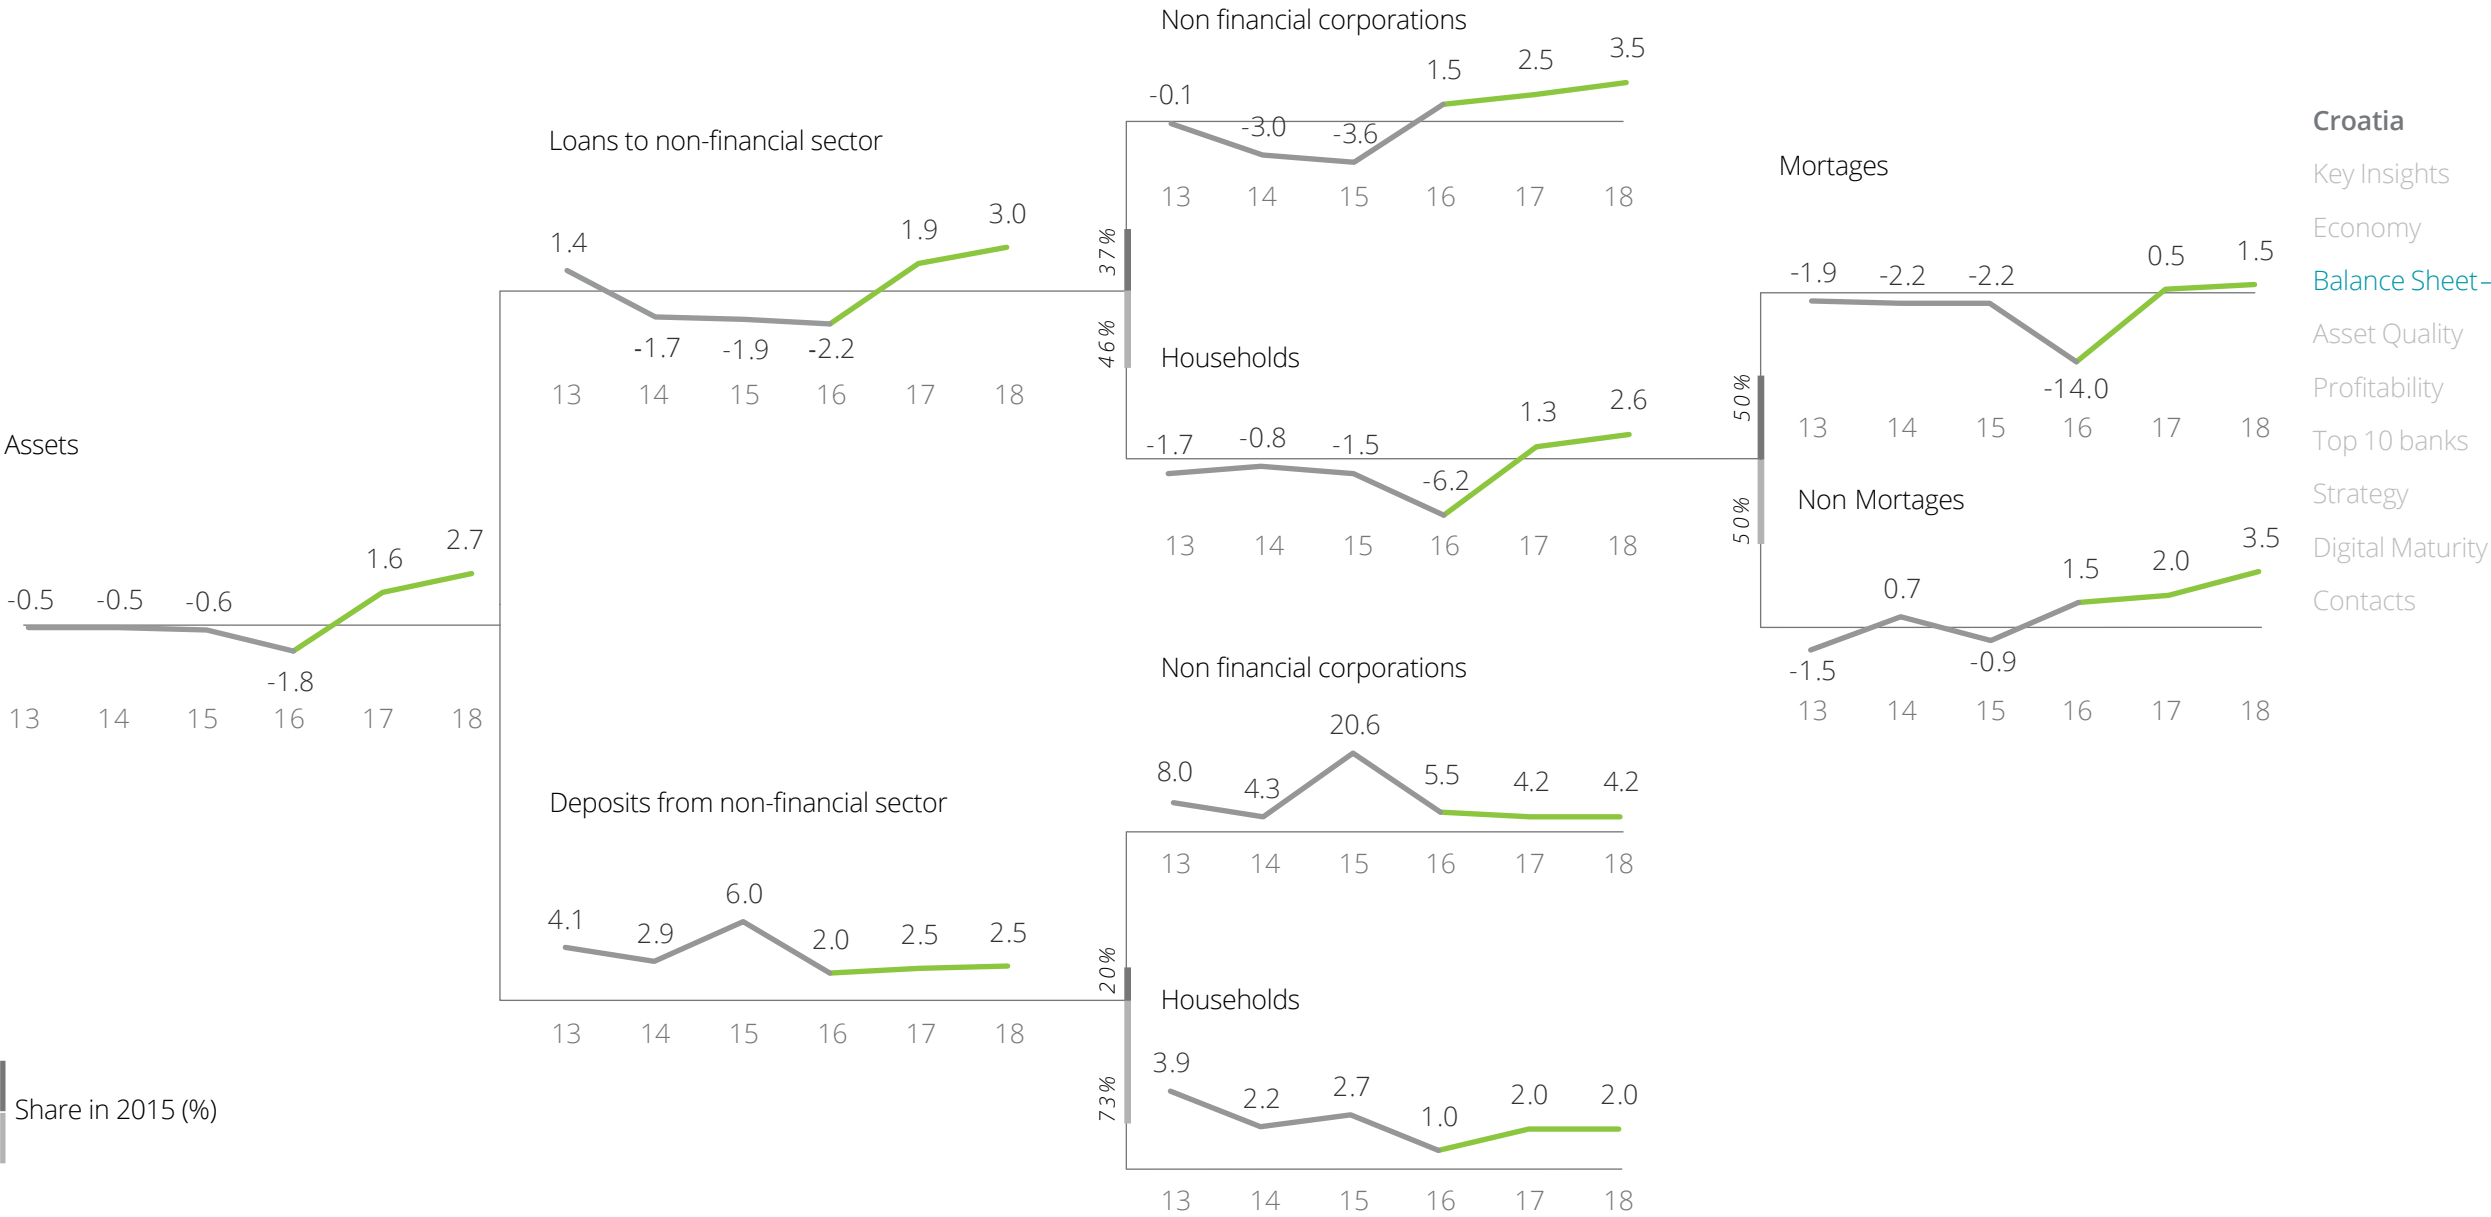 Non financial corporations
-0.1 -3.0 -3.6 1.5 2.5 3.5
13 14 15 16 17 18
Loans to non-financial sector
1.4 -1.7 -1.9 -2.2 1.9 3.0
13 14 15 16 17 18
37%
46%
Households
-1.7 -0.8 -1.5 -6.2 1.3 2.6
13 14 15 16 17 18
Mortages
-1.9 -2.2 -2.2 -14.0 0.5 1.5
13 14 15 16 17 18
50%
50%
Non Mortages
-1.5 0.7 -0.9 1.5 2.0 3.5
13 14 15 16 17 18
Assets
-0.5 -0.5 -0.6 -1.8 1.6 2.7
13 14 15 16 17 18
Non financial corporations
8.0 4.3 20.6 5.5 4.2 4.2
13 14 15 16 17 18
Deposits from non-financial sector
4.1 2.9 6.0 2.0 2.5 2.5
13 14 15 16 17 18
20%
73%
Households
3.9 2.2 2.7 1.0 2.0 2.0
13 14 15 16 17 18
Share in 2015 (%)
Croatia
Key Insights
Economy
Balance Sheet–
Asset Quality
Profitability
Top 10 banks
Strategy
Digital Maturity
Contacts